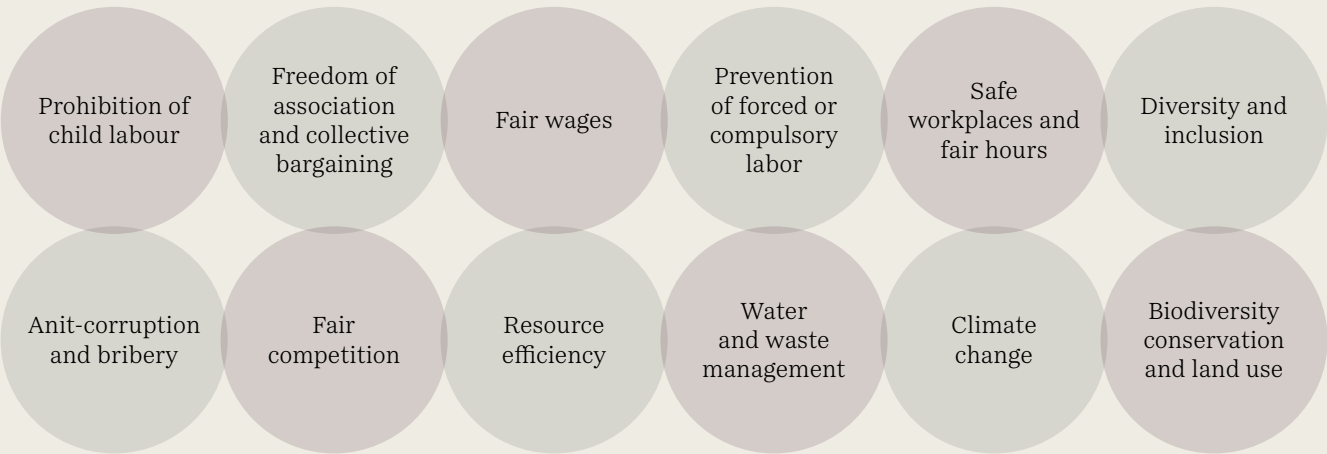 Prohibition of
child labour
Freedom of
association
and collective
bargaining
Fair wages
Prevention
of forced or
compulsory
labor
Safe
workplaces and
fair hours
Diversity and
inclusion
Anit-corruption
and bribery
Fair
competition
Resource
efficiency
Water
and waste
management
Climate
change
Biodiversity
conservation
and land use